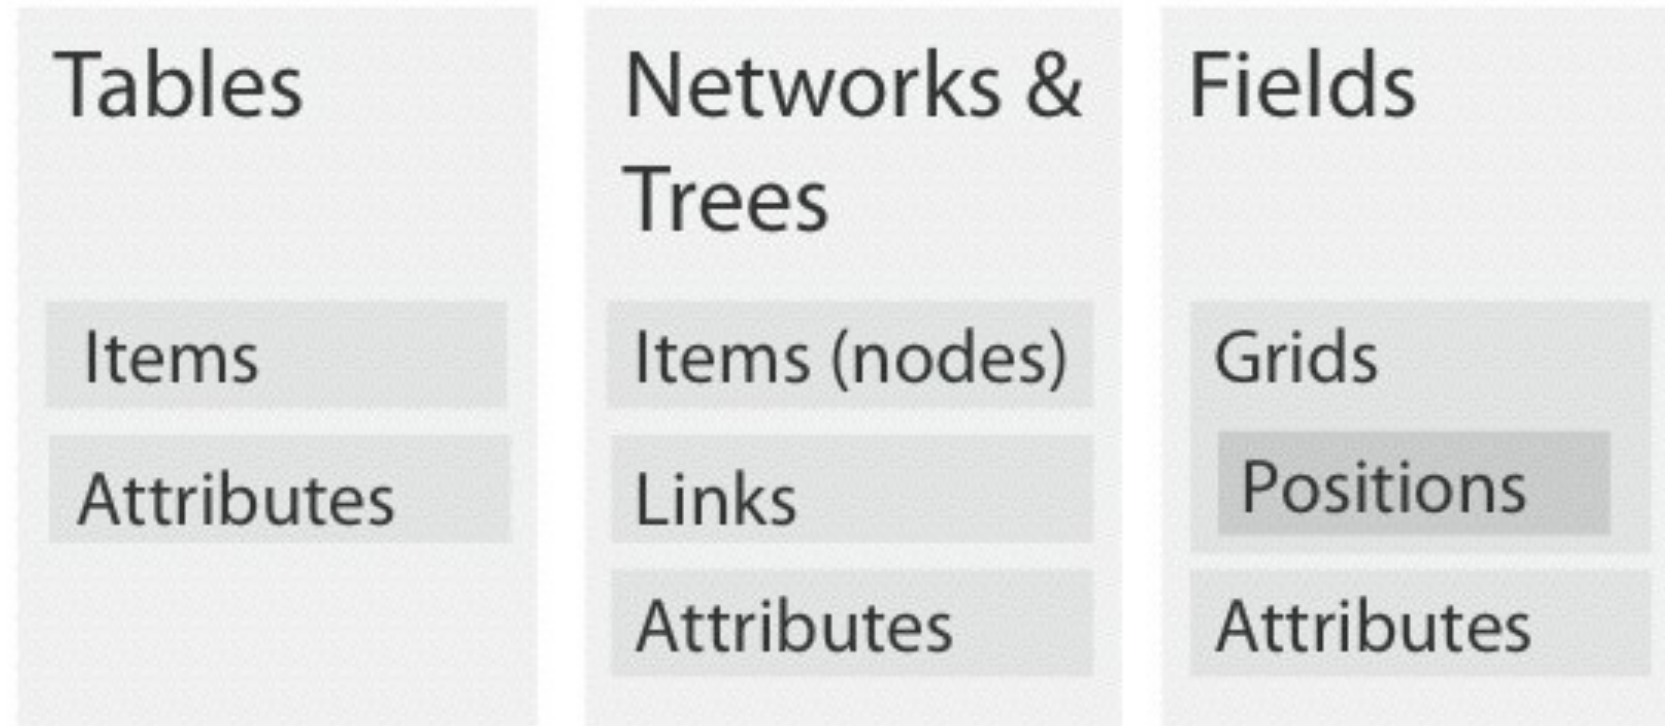 Tables
Items
Attributes
Networks &
Trees
Items (nodes)
Links
Attributes
Fields
Grids
Positions
Attributes